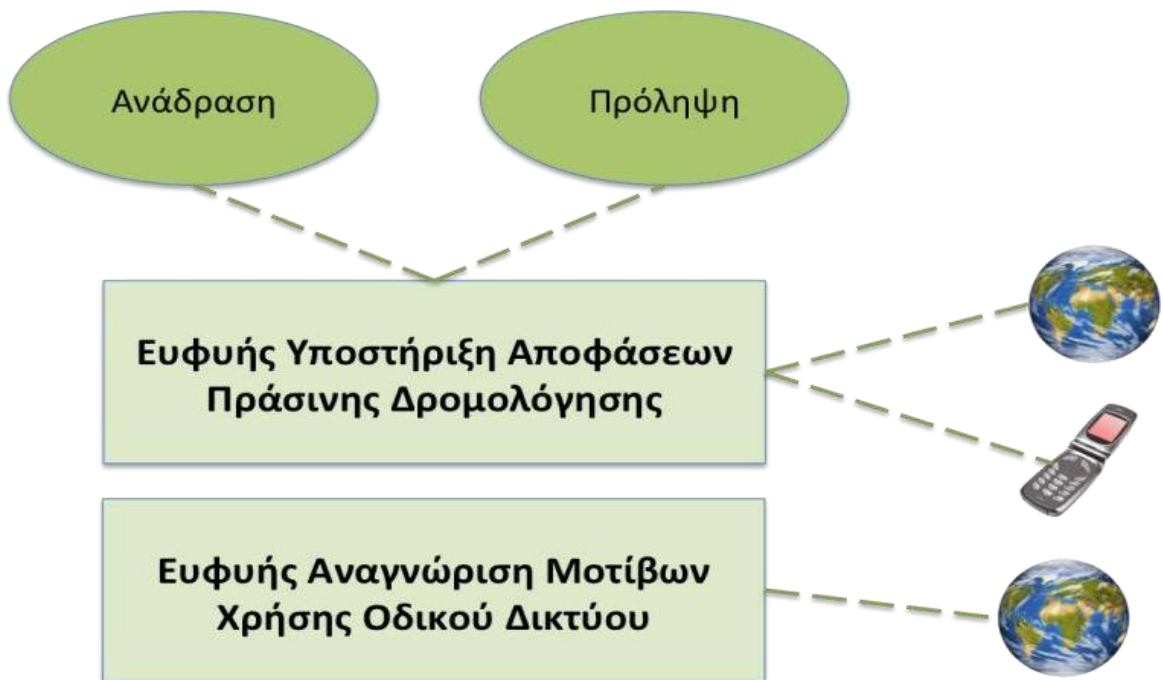 Ανάδραση
Πρόληψη
Ευφυής Υποστήριξη Αποφάσεων
Πράσινης Δρομολόγησης
Ευφυής Αναγνώριση Μοτίβων
Χρήσης Οδικού Δικτύου